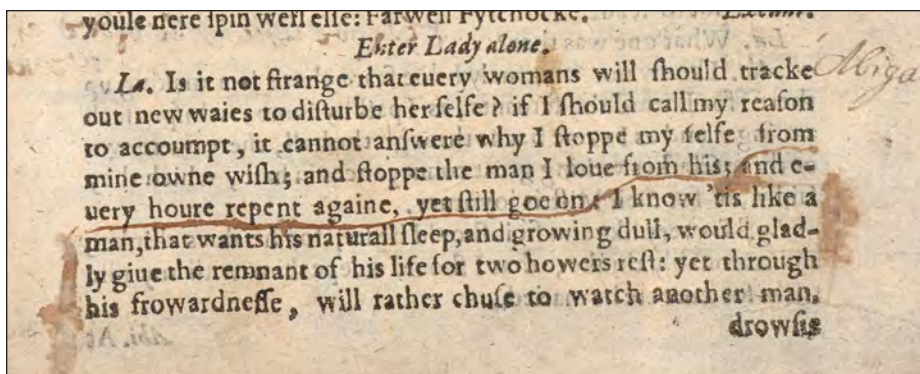 youle nere ſpin well elſe: Farwell Fytchocke. Exeunt.
Enter Lady alone.
La. Is it not ſtrange that euery womans will ſhould tracke
out new waies to diſturbe herſelfe? if I ſhould call my reaſon
to accoumpt, it cannot anſwere why I ſtoppe my ſelfe from
mine owne wiſh; and ſtoppe the man I loue from his; and e-
uery houre repent againe, yet ſtill goe on: I know 'tis like a
man, that wants his naturall ſleep, and growing dull, would glad-
ly giue the remnant of his life for two howers reſt: yet through
his frowardneſſe, will rather chuſe to watch another man,
drowſie
Abiga